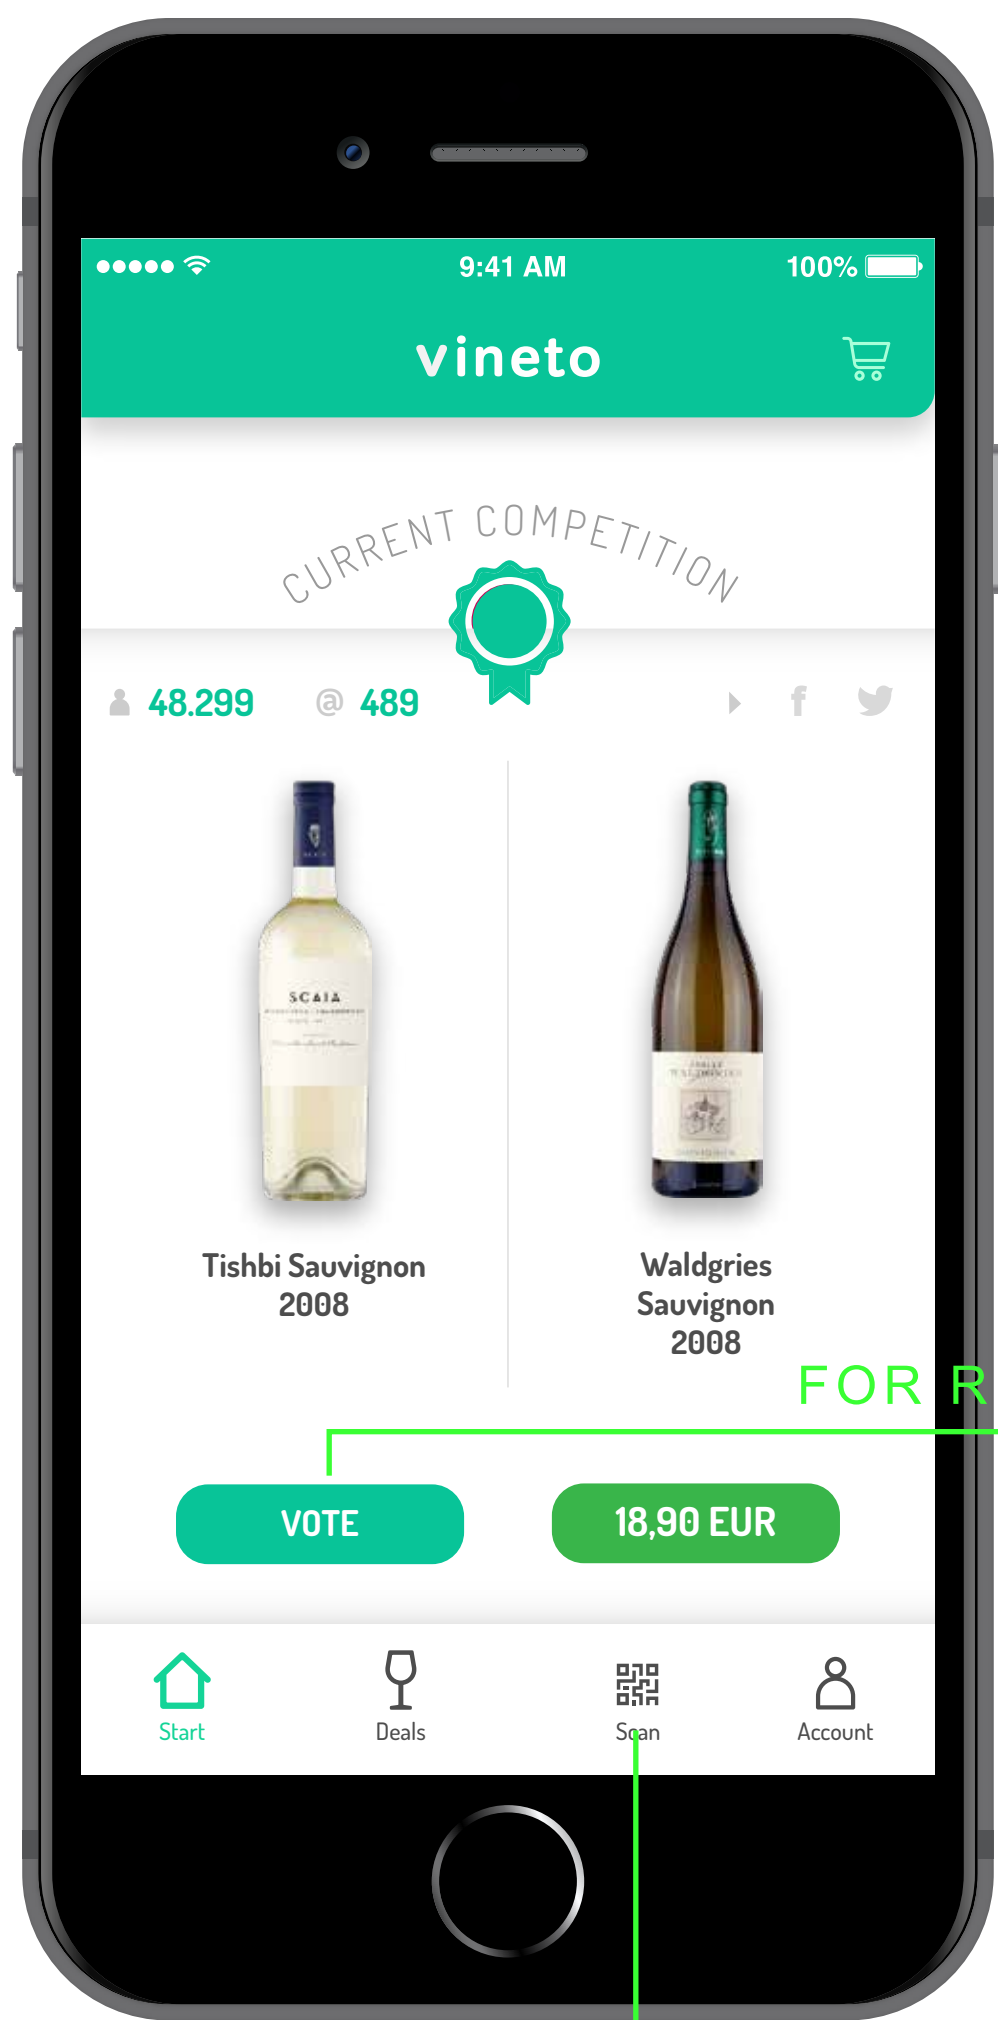 9:41 AM
100%
vineto
CURRENT COMPETITION
48.299
@ 489
f
SCAIA
Tishbi Sauvignon
2008
Waldgries
Sauvignon
2008
FOR R
VOTE
18,90 EUR
Start
Deals
Scan
Account